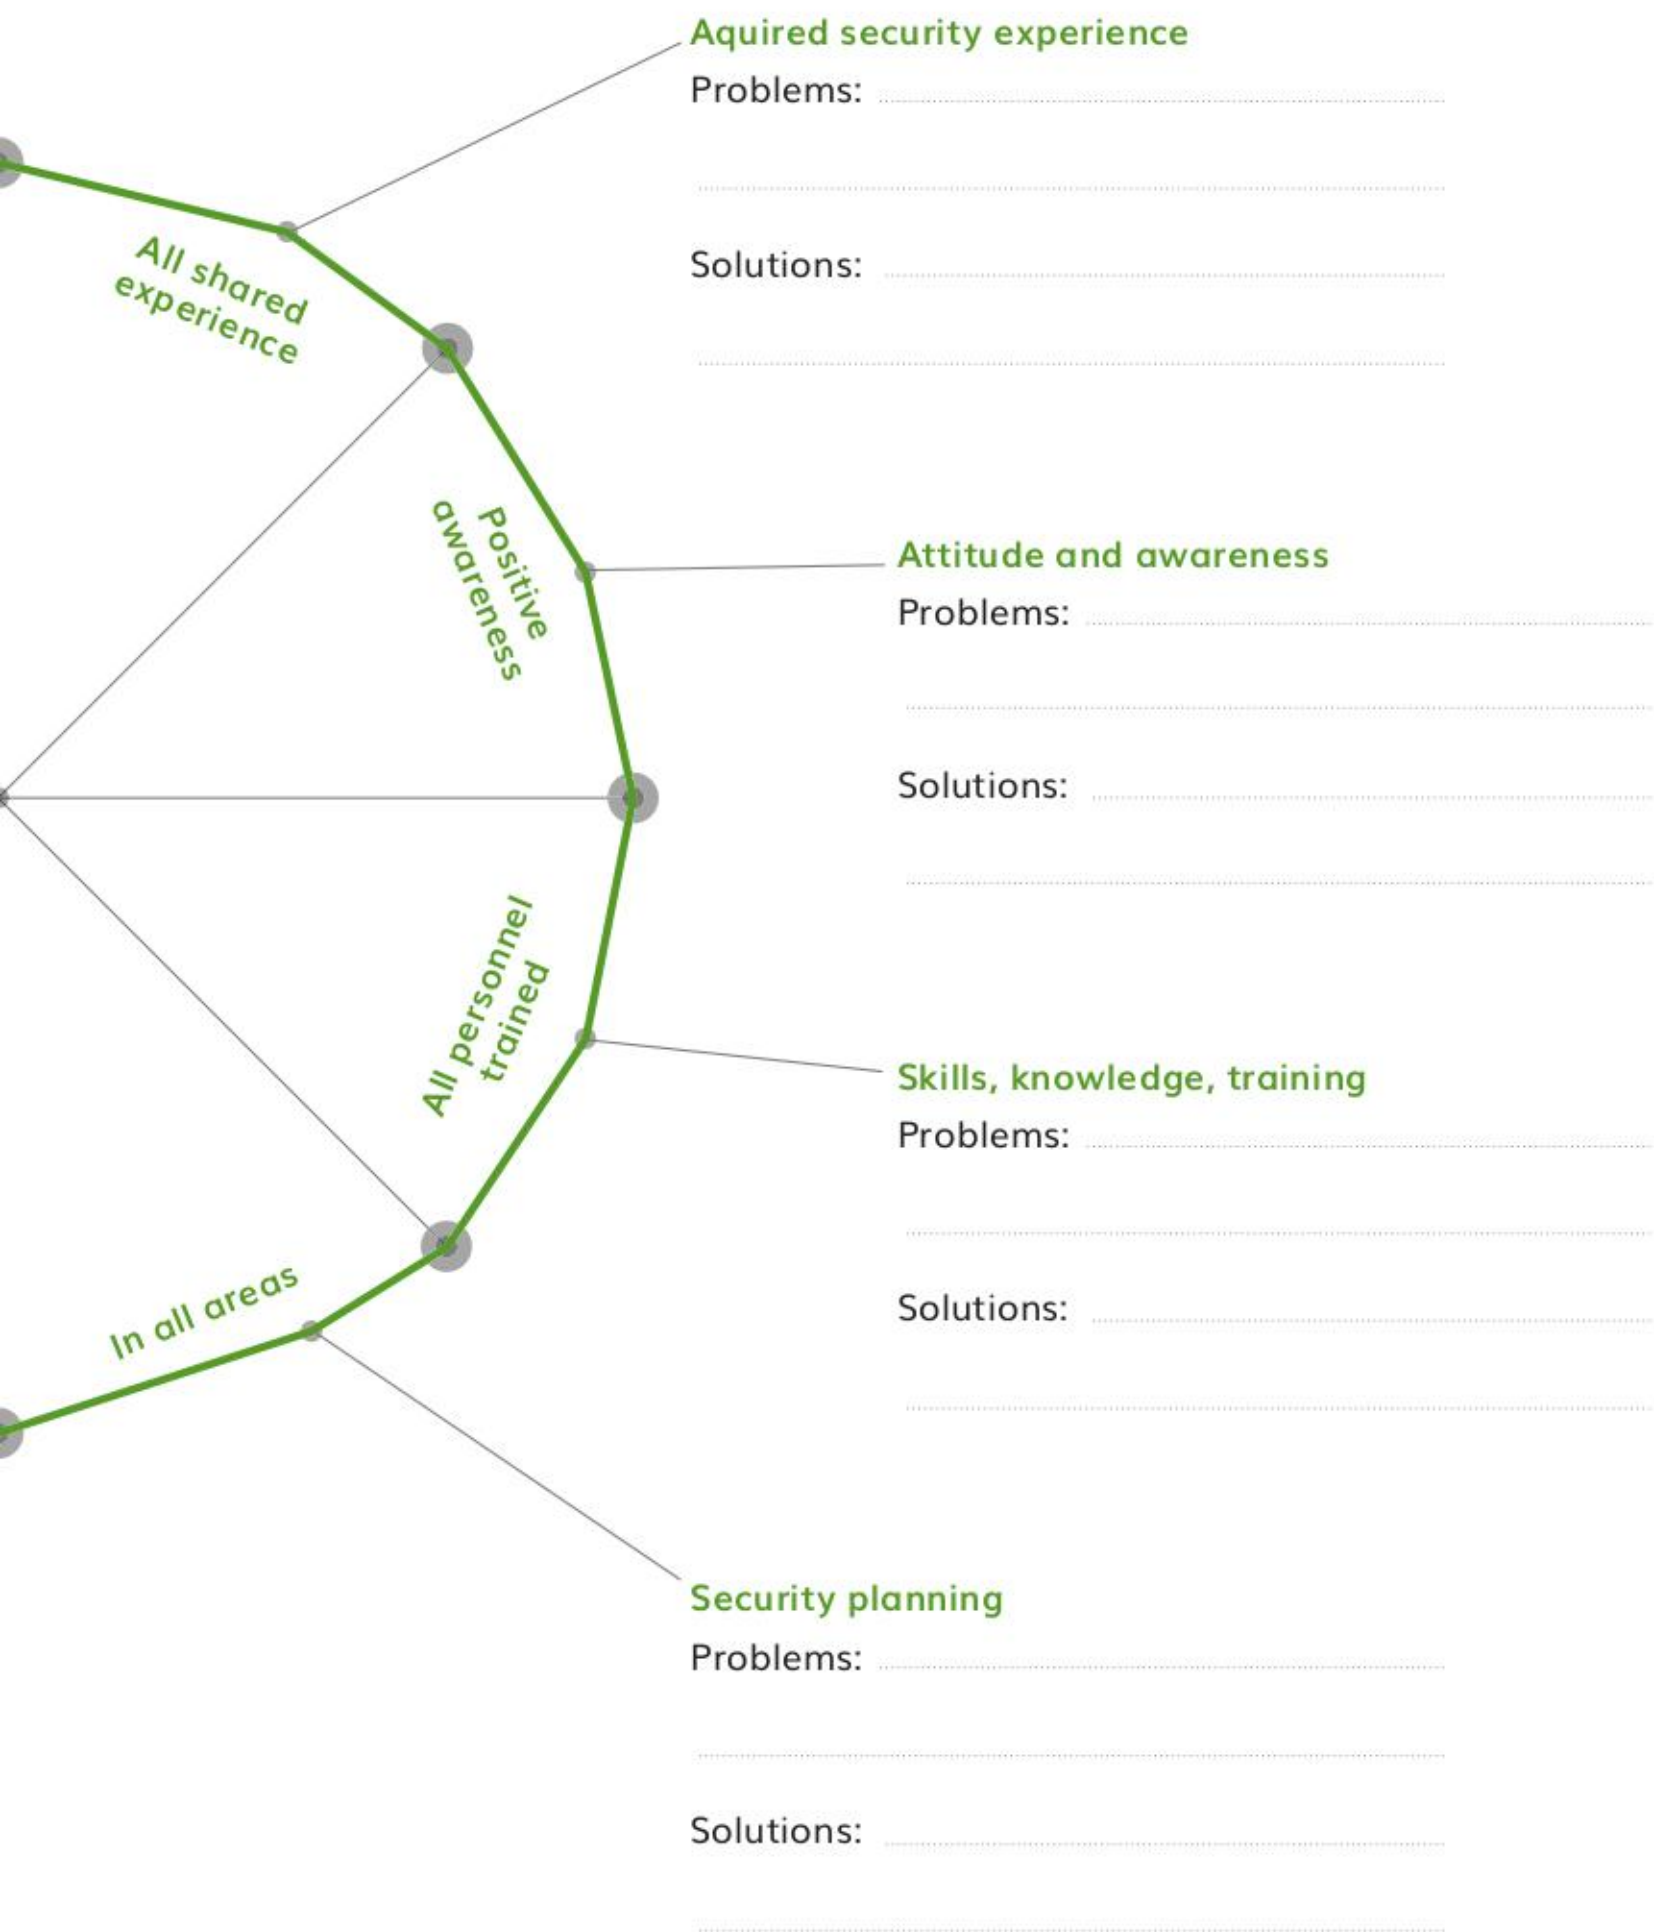 Aquired security experience
Problems:
Solutions:
All shared
experience
Positive
awareness
Attitude and awareness
Problems:
Solutions:
All personnel
trained
Skills, knowledge, training
Problems:
Solutions:
In all areas
Security planning
Problems:
Solutions: